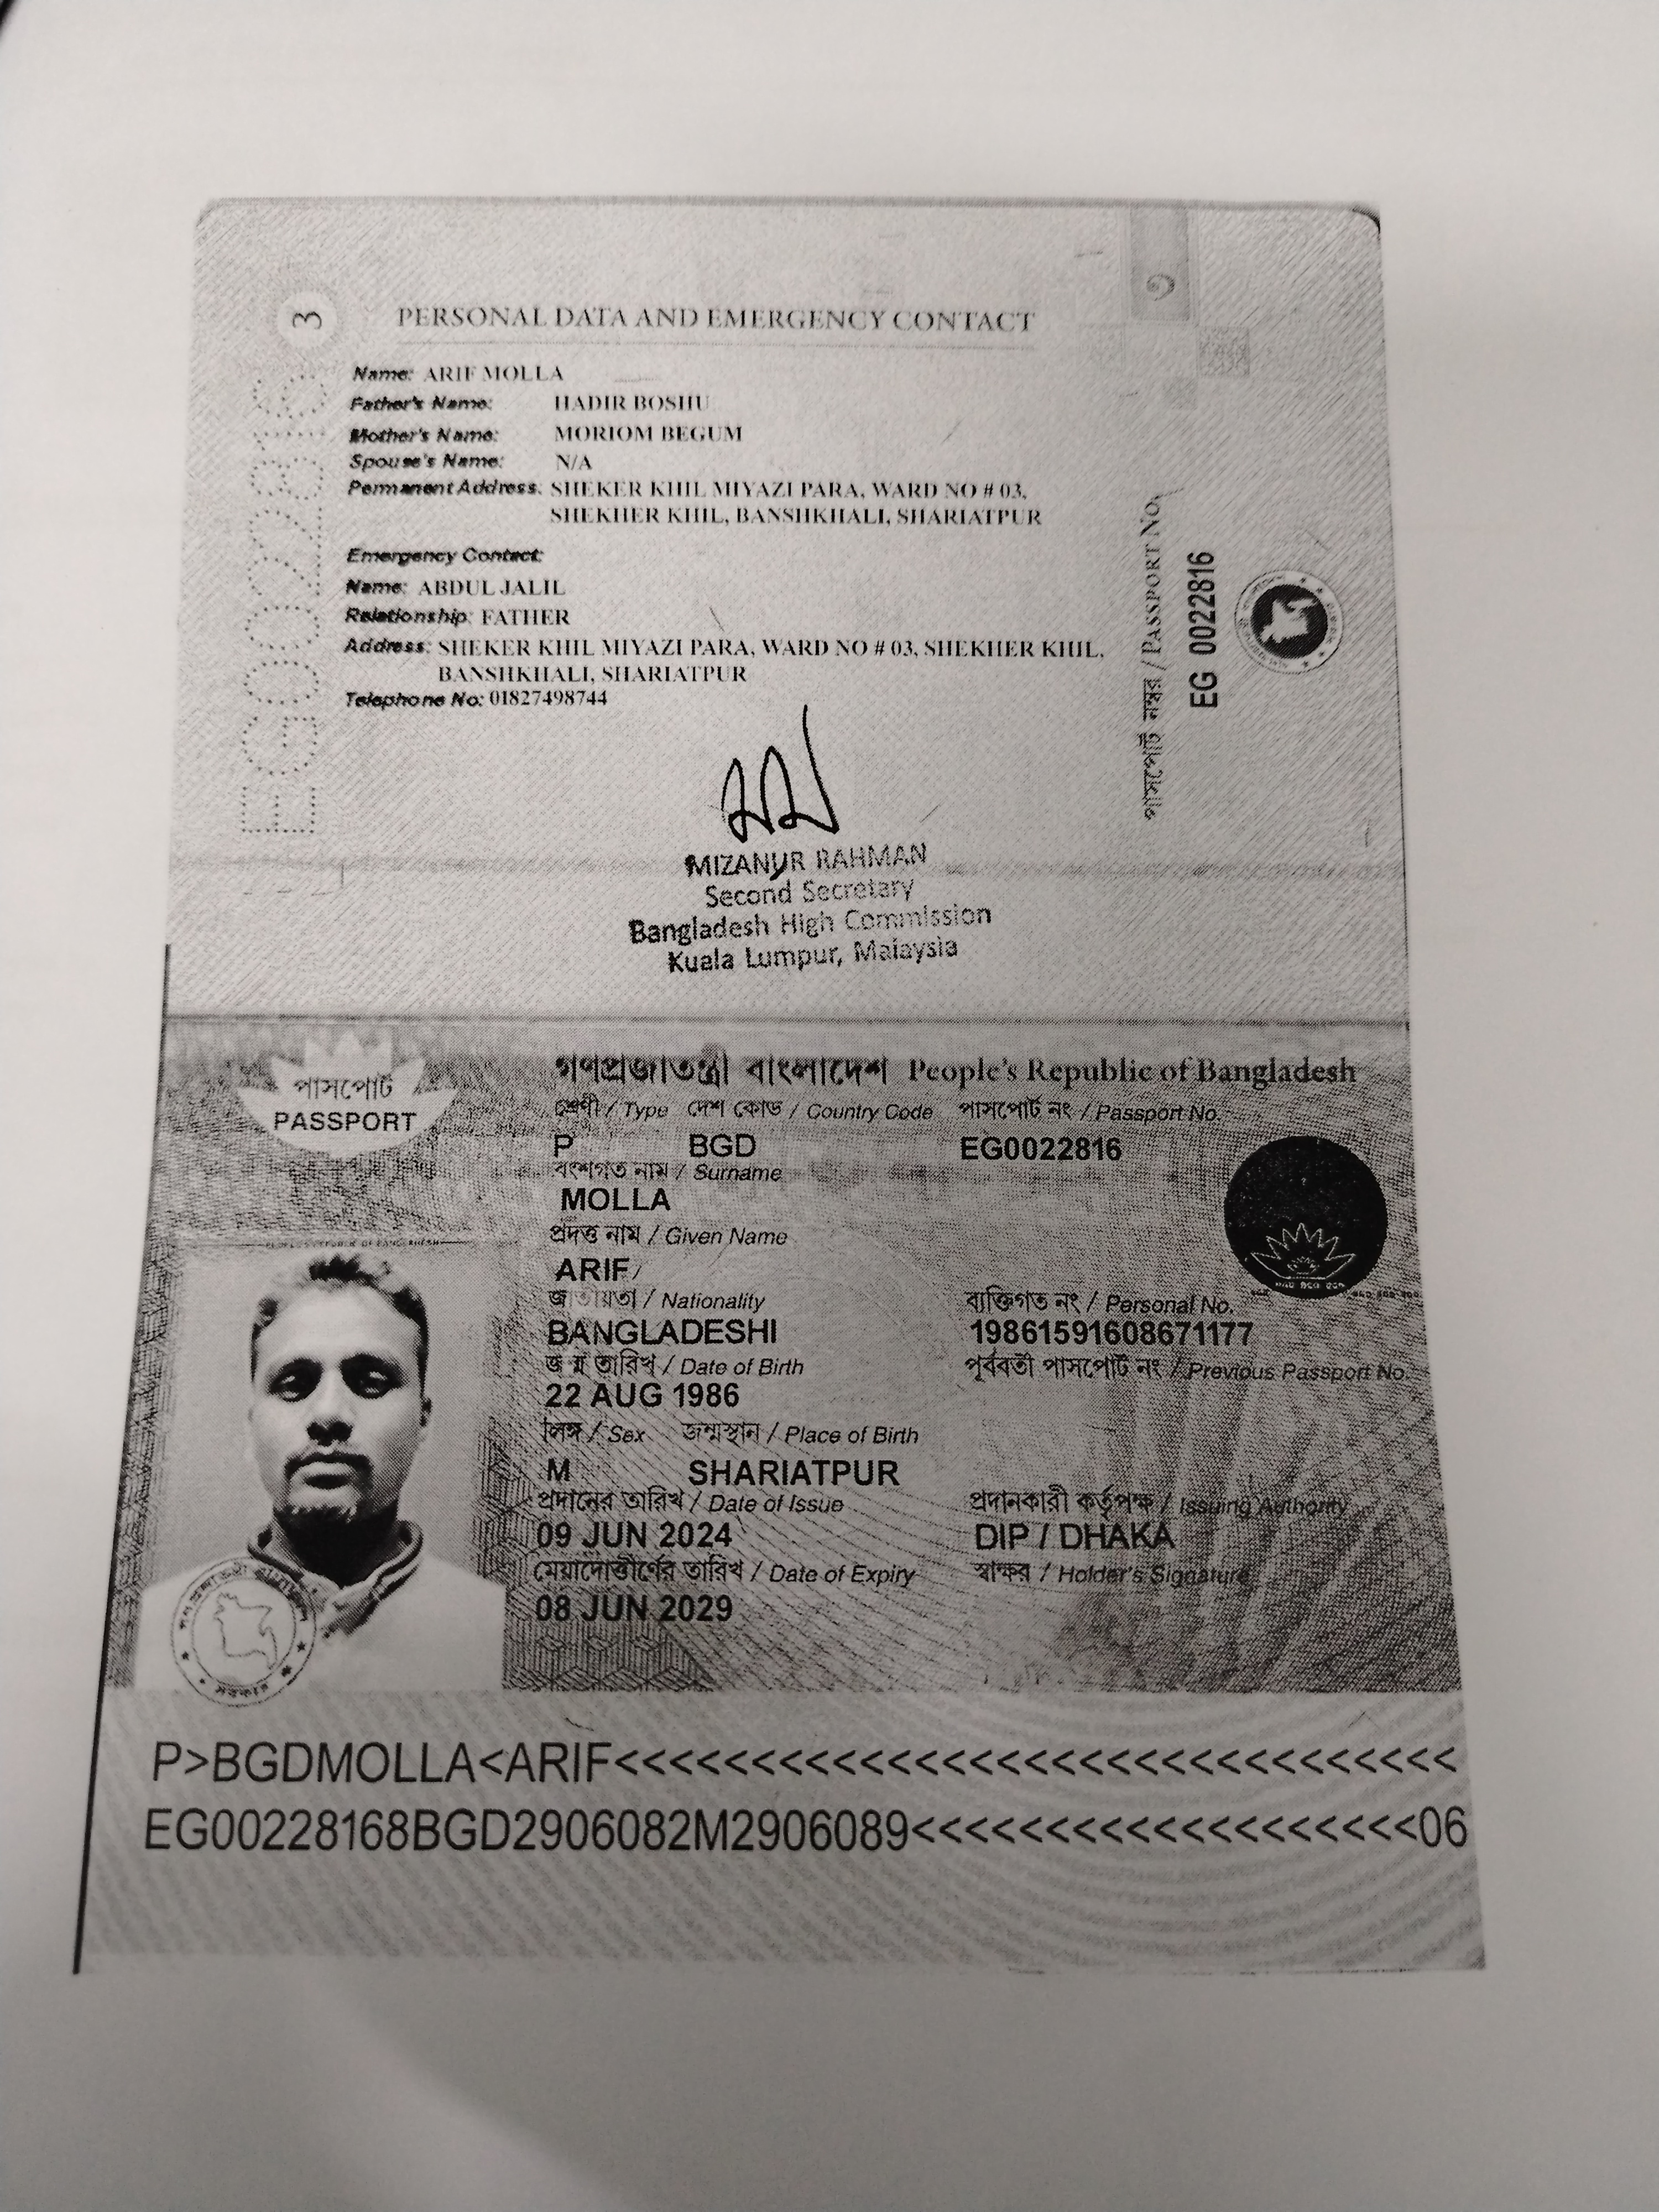 3
PERSONAL DATA AND EMERGENCY CONTACT
Name: ARIF MOLLA
Father's Name: HADIR BOSHU
Mother's Name: MORIOM BEGUM
Spouse's Name: N/A
Permanent Address: SHEKER KHIL MIYAZI PARA, WARD NO # 03,
SHEKHER KHIL, BANSHKHALI, SHARIATPUR
Emergency Contact:
Name: ABDUL JALIL
Relationship: FATHER
Address: SHEKER KHIL MIYAZI PARA, WARD NO # 03, SHEKHER KHIL,
BANSHKHALI, SHARIATPUR
Telephone No: 01827498744
পাসপোর্ট নম্বর / PASSPORT No.
EG 0022816
MIZANUR RAHMAN
Second Secretary
Bangladesh High Commission
Kuala Lumpur, Malaysia
পাসপোর্ট
PASSPORT
গণপ্রজাতন্ত্রী বাংলাদেশ People's Republic of Bangladesh
শ্রেণী / Type দেশ কোড / Country Code পাসপোর্ট নং / Passport No.
P BGD EG0022816
বংশগত নাম / Surname
MOLLA
প্রদত্ত নাম / Given Name
ARIF
জাতীয়তা / Nationality ব্যক্তিগত নং / Personal No.
BANGLADESHI 19861591608671177
জন্ম তারিখ / Date of Birth পূর্ববর্তী পাসপোর্ট নং / Previous Passport No.
22 AUG 1986
লিঙ্গ / Sex জন্মস্থান / Place of Birth
M SHARIATPUR
প্রদানের তারিখ / Date of Issue প্রদানকারী কর্তৃপক্ষ / Issuing Authority
09 JUN 2024 DIP / DHAKA
মেয়াদোত্তীর্ণের তারিখ / Date of Expiry স্বাক্ষর / Holder's Signature
08 JUN 2029
P>BGDMOLLA<ARIF<<<<<<<<<<<<<<<<<<<<<<<<<<<<<<<
EG00228168BGD2906082M2906089<<<<<<<<<<<<<<<<<<<06